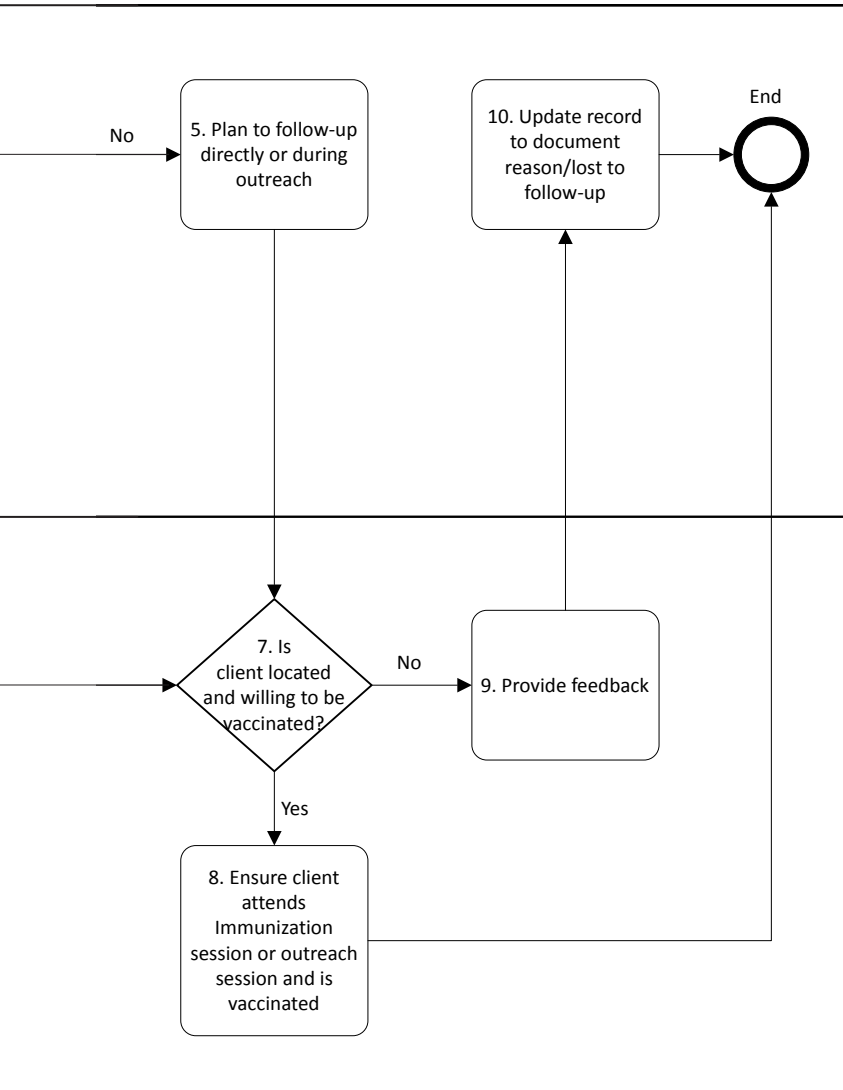 No
5. Plan to follow-up
directly or during
outreach
10. Update record
to document
reason/lost to
follow-up
End
7. Is
client located
and willing to be
vaccinated?
No
9. Provide feedback
Yes
8. Ensure client
attends
Immunization
session or outreach
session and is
vaccinated